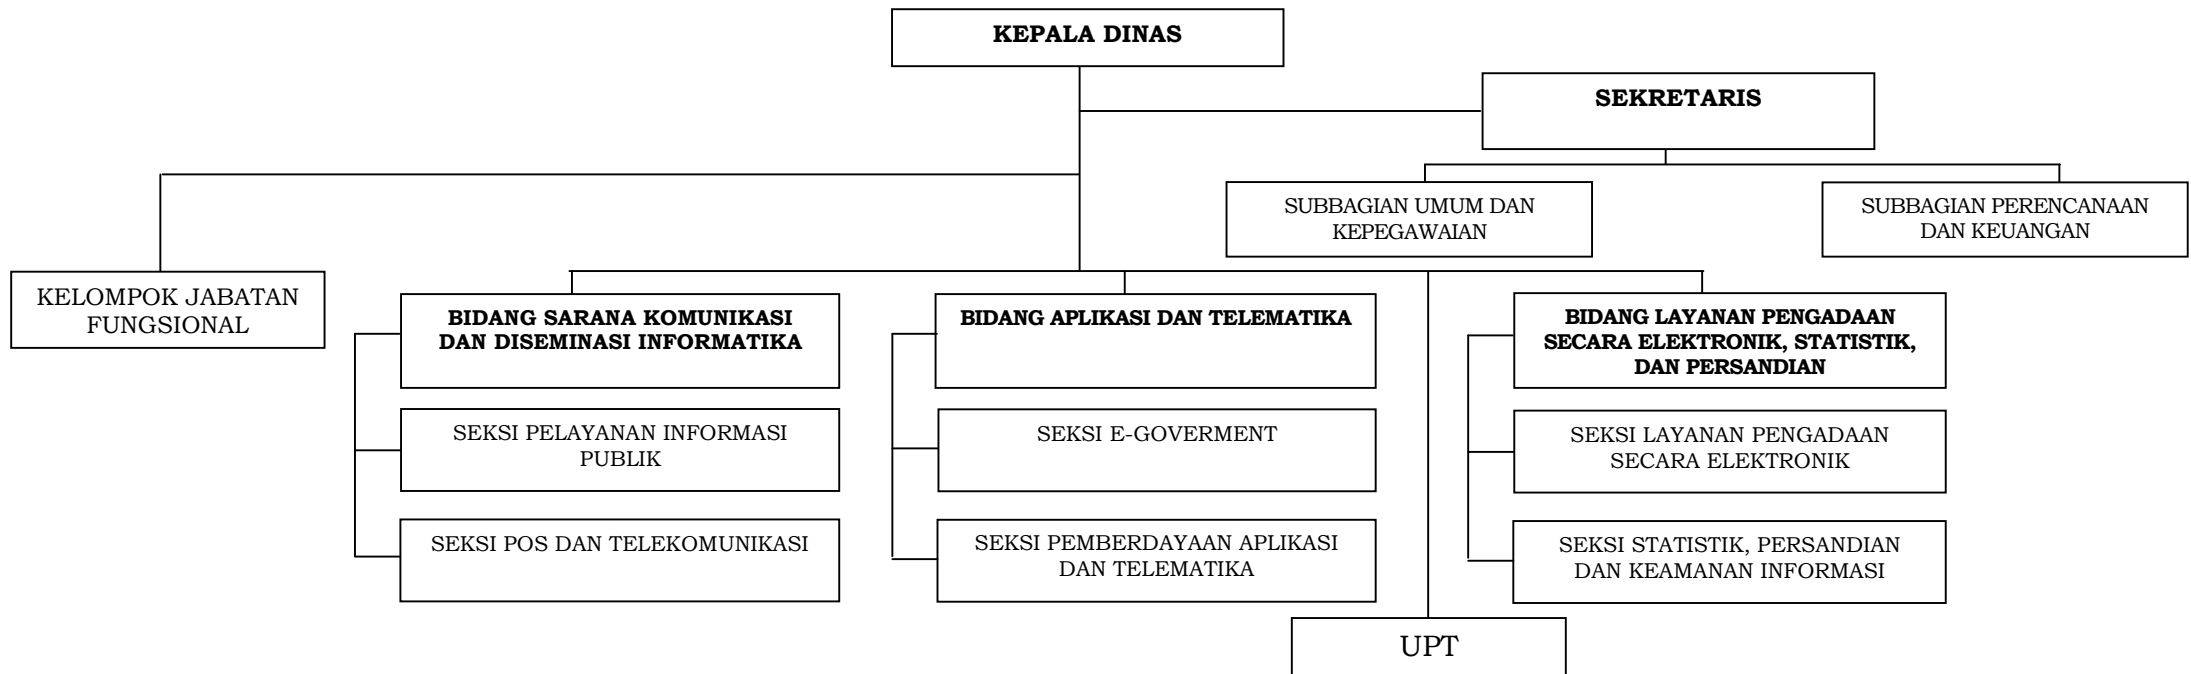 KEPALA DINAS
SEKRETARIS
SUBBAGIAN UMUM DAN
KEPEGAWAIAN
SUBBAGIAN PERENCANAAN
DAN KEUANGAN
KELOMPOK JABATAN
FUNGSIONAL
BIDANG SARANA KOMUNIKASI
DAN DISEMINASI INFORMATIKA
BIDANG APLIKASI DAN TELEMATIKA
BIDANG LAYANAN PENGADAAN
SECARA ELEKTRONIK, STATISTIK,
DAN PERSANDIAN
SEKSI PELAYANAN INFORMASI
PUBLIK
SEKSI E-GOVERMENT
SEKSI LAYANAN PENGADAAN
SECARA ELEKTRONIK
SEKSI POS DAN TELEKOMUNIKASI
SEKSI PEMBERDAYAAN APLIKASI
DAN TELEMATIKA
SEKSI STATISTIK, PERSANDIAN
DAN KEAMANAN INFORMASI
UPT